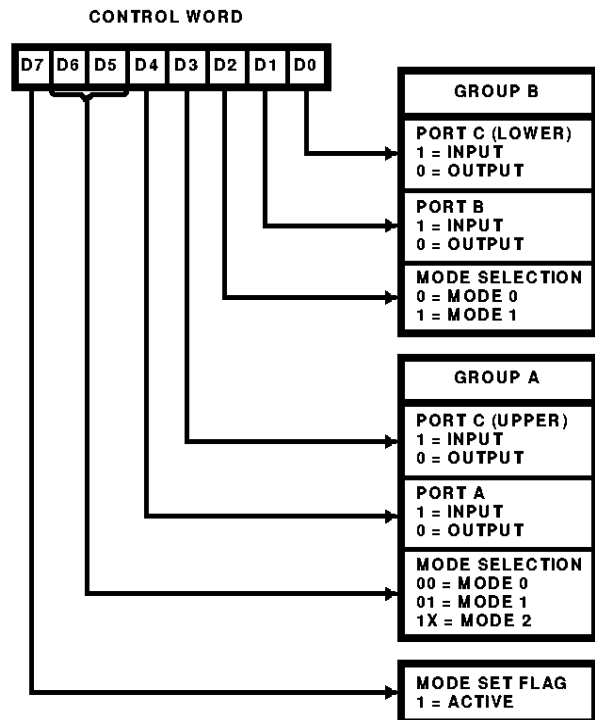 CONTROL WORD
D7 D6 D5 D4 D3 D2 D1 D0
GROUP B
PORT C (LOWER)
1 = INPUT
0 = OUTPUT
PORT B
1 = INPUT
0 = OUTPUT
MODE SELECTION
0 = MODE 0
1 = MODE 1
GROUP A
PORT C (UPPER)
1 = INPUT
0 = OUTPUT
PORT A
1 = INPUT
0 = OUTPUT
MODE SELECTION
00 = MODE 0
01 = MODE 1
1X = MODE 2
MODE SET FLAG
1 = ACTIVE